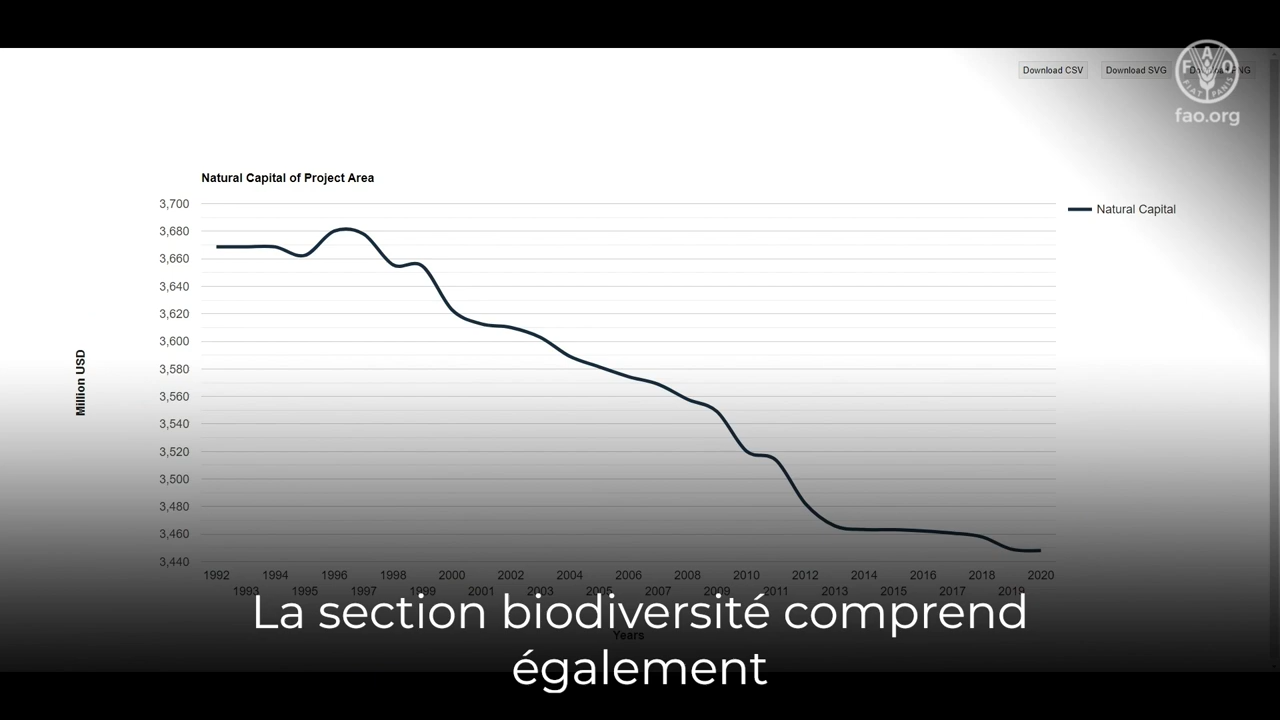 Download CSV
Download SVG
F A O
FIAT PANIS
fao.org
Natural Capital of Project Area
Natural Capital
Million USD
3,700
3,680
3,660
3,640
3,620
3,600
3,580
3,560
3,540
3,520
3,500
3,480
3,460
3,440
1992 1994 1996 1998 2000 2002 2004 2006 2008 2010 2012 2014 2016 2018 2020
1993 1995 1997 1999 2001 2003 2005 2007 2009 2011 2013 2015 2017 2019
Years
La section biodiversité comprend
également